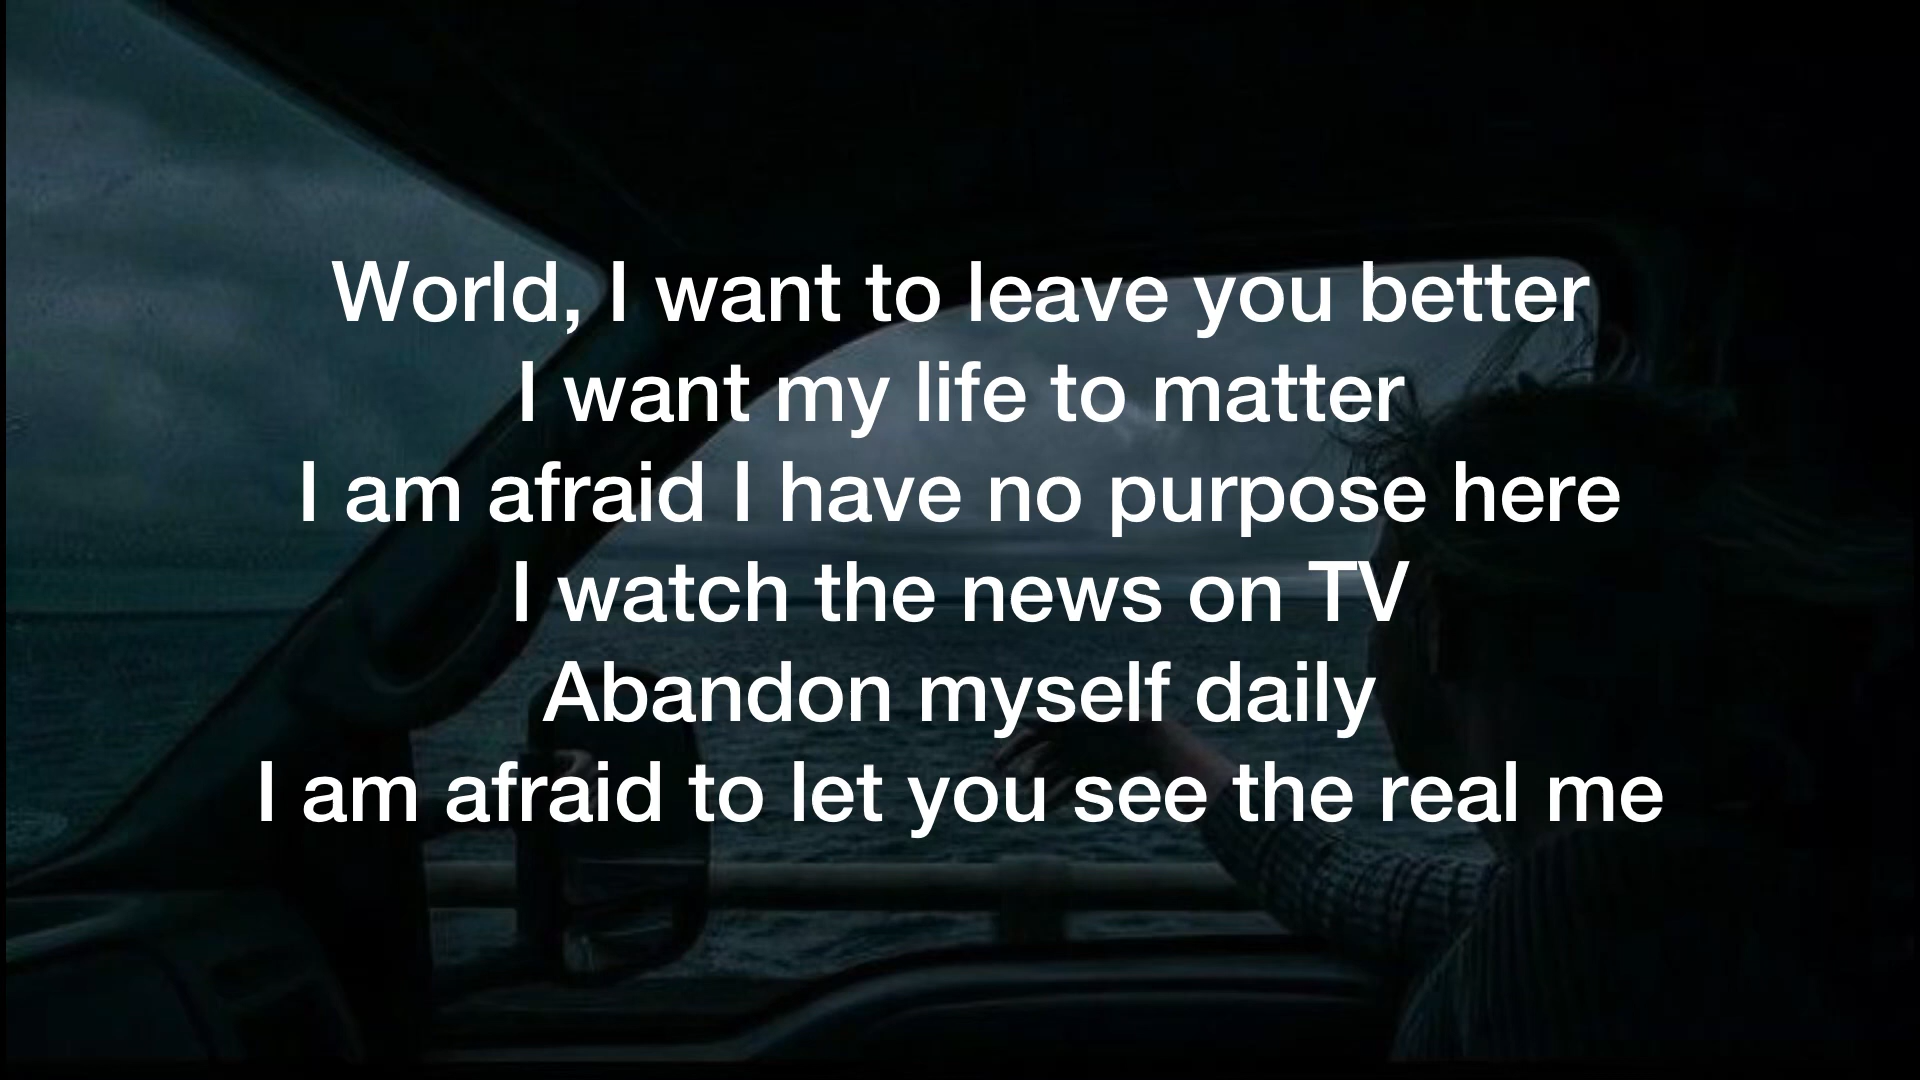 World, I want to leave you better
I want my life to matter
I am afraid I have no purpose here
I watch the news on TV
Abandon myself daily
I am afraid to let you see the real me